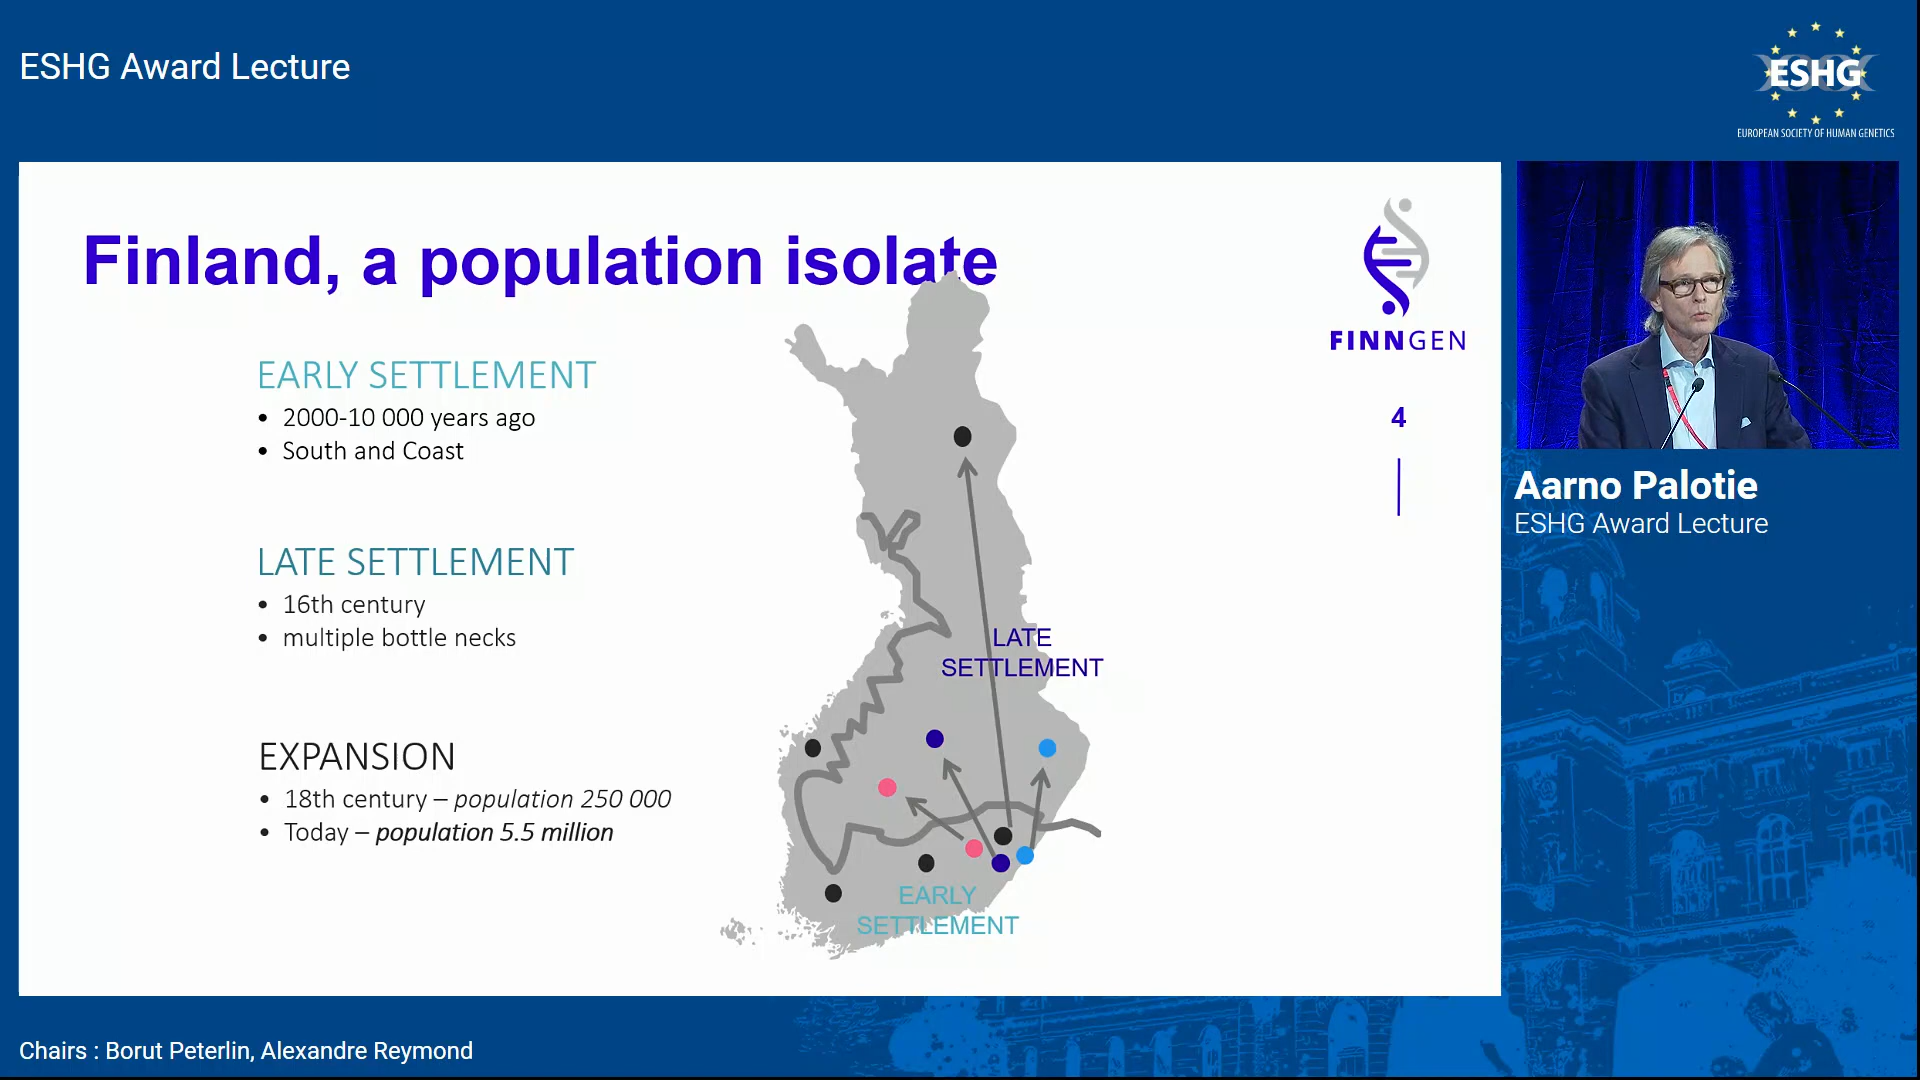 ESHG Award Lecture
ESHG
EUROPEAN SOCIETY OF HUMAN GENETICS
Finland, a population isolate
FINNGEN
4
EARLY SETTLEMENT
• 2000-10 000 years ago
• South and Coast
LATE SETTLEMENT
• 16th century
• multiple bottle necks
EXPANSION
• 18th century – population 250 000
• Today – population 5.5 million
LATE
SETTLEMENT
EARLY
SETTLEMENT
Aarno Palotie
ESHG Award Lecture
Chairs : Borut Peterlin, Alexandre Reymond